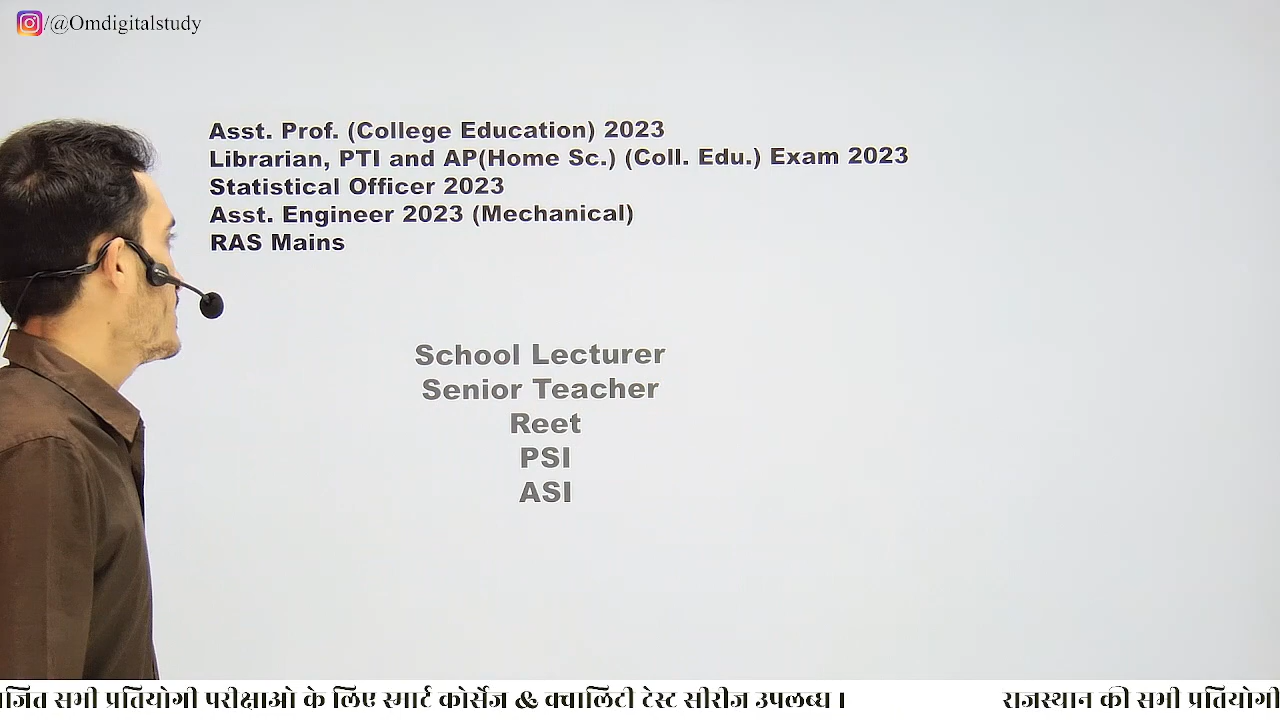 /@Omdigitalstudy
Asst. Prof. (College Education) 2023
Librarian, PTI and AP(Home Sc.) (Coll. Edu.) Exam 2023
Statistical Officer 2023
Asst. Engineer 2023 (Mechanical)
RAS Mains
School Lecturer
Senior Teacher
Reet
PSI
ASI
सभी प्रतियोगी परीक्षाओ के लिए स्मार्ट कोर्सेज & क्वालिटी टेस्ट सीरीज उपलब्ध । राजस्थान की सभी प्रतियोगी